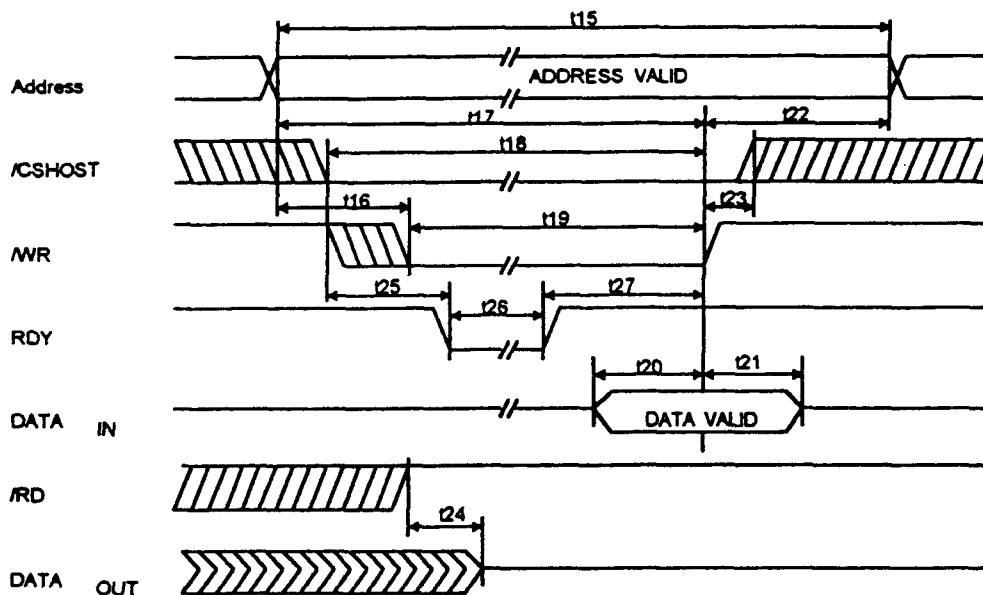 t15
Address
ADDRESS VALID
t17
t22
/CSHOST
t18
t16
t23
/WR
t19
t25
t26
t27
RDY
t20
t21
DATA IN
DATA VALID
/RD
t24
DATA OUT